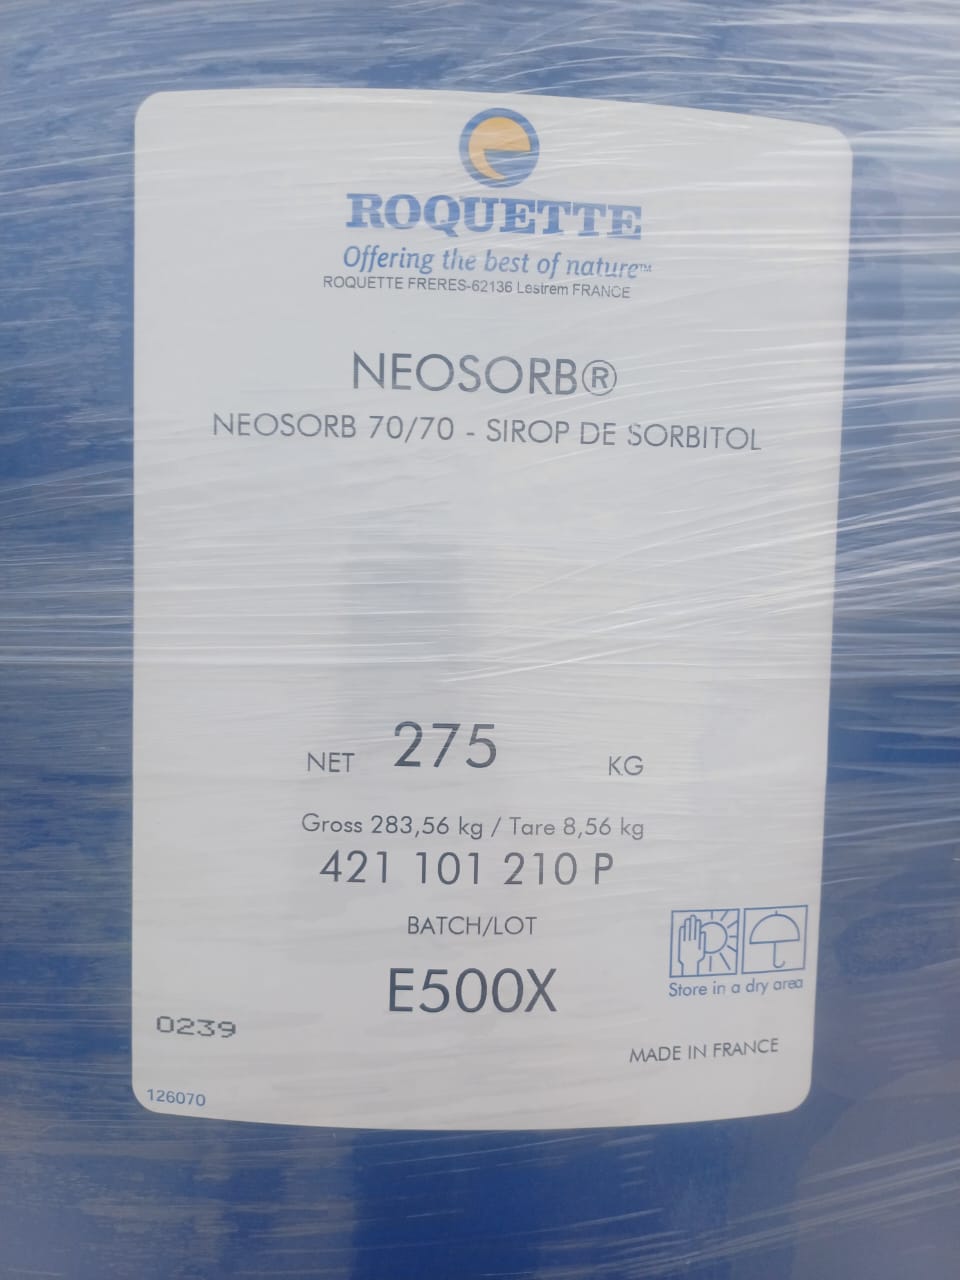 ROQUETTE
Offering the best of nature™
ROQUETTE FRERES-62136 Lestrem FRANCE
NEOSORB®
NEOSORB 70/70 - SIROP DE SORBITOL
NET 275 KG
Gross 283,56 kg / Tare 8,56 kg
421 101 210 P
BATCH/LOT
E500X
Store in a dry area
0239
MADE IN FRANCE
126070